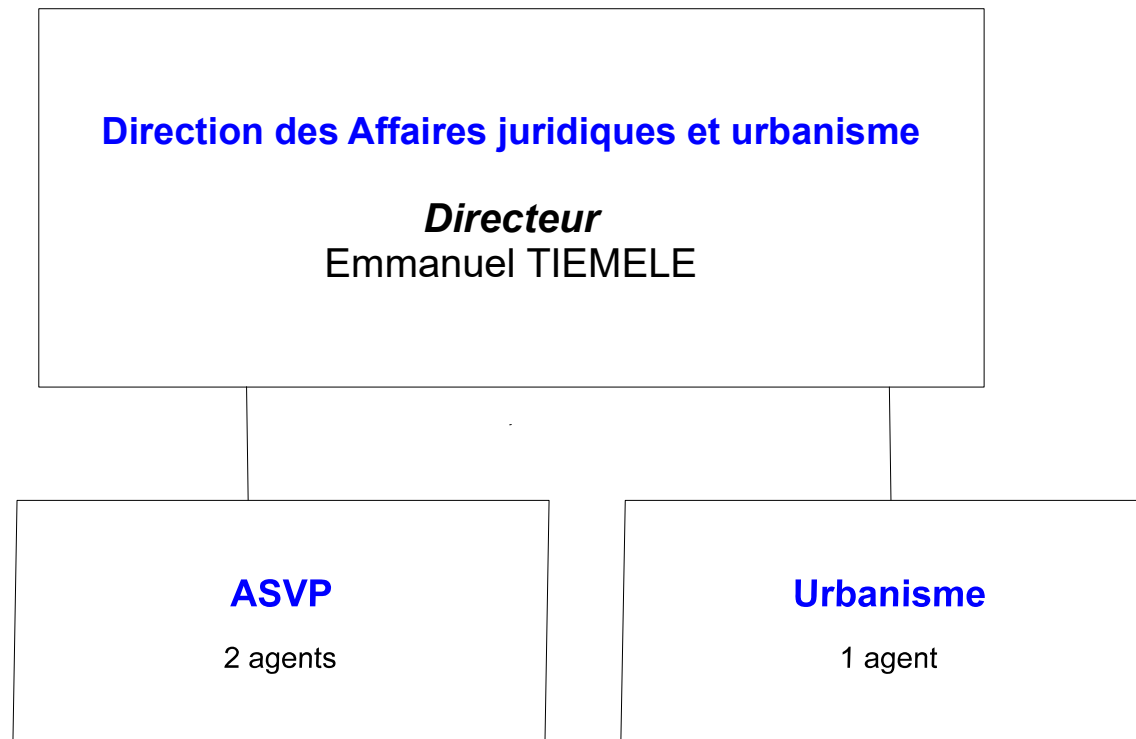 Direction des Affaires juridiques et urbanisme
Directeur
Emmanuel TIEMELE
ASVP
2 agents
Urbanisme
1 agent